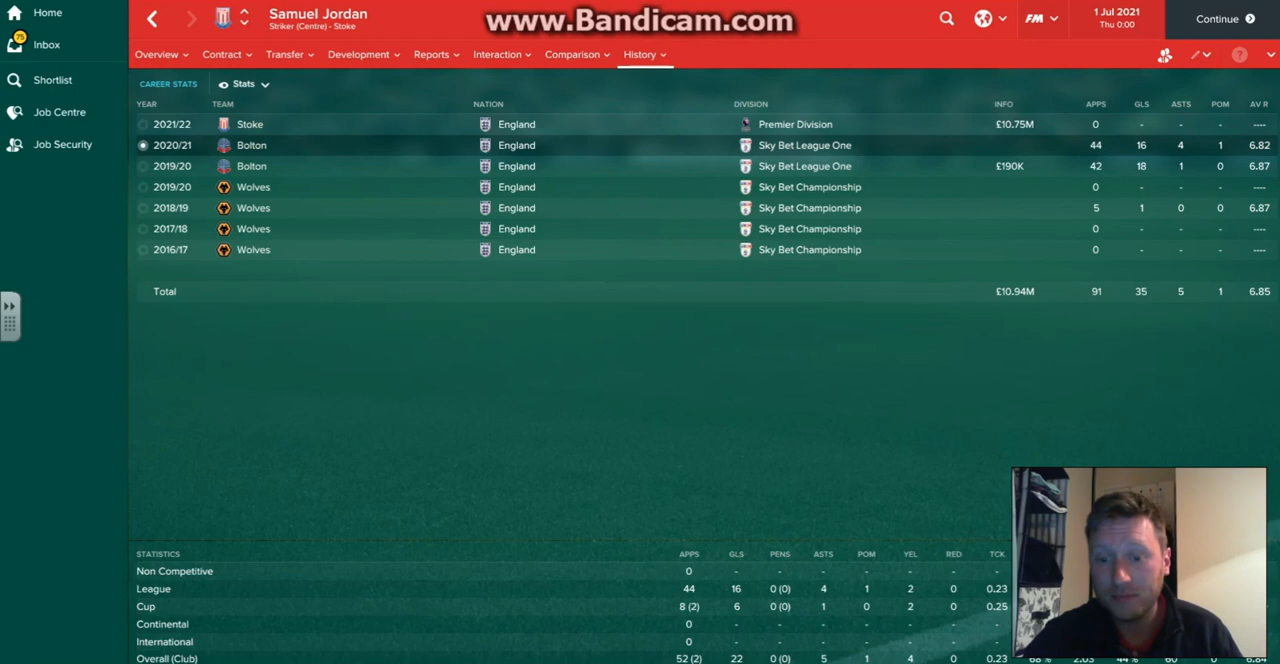 Home
Samuel Jordan
Striker (Centre) - Stoke
www.Bandicam.com
FM
1 Jul 2021
Thu 0:00
Continue
75
Inbox
Overview Contract Transfer Development Reports Interaction Comparison History
?
Shortlist
Job Centre
Job Security
CAREER STATS Stats
YEAR TEAM NATION DIVISION INFO APPS GLS ASTS POM AV R
2021/22 Stoke England Premier Division £10.75M 0 - - - ----
2020/21 Bolton England Sky Bet League One 44 16 4 1 6.82
2019/20 Bolton England Sky Bet League One £190K 42 18 1 0 6.87
2019/20 Wolves England Sky Bet Championship 0 - - - ----
2018/19 Wolves England Sky Bet Championship 5 1 0 0 6.87
2017/18 Wolves England Sky Bet Championship 0 - - - ----
2016/17 Wolves England Sky Bet Championship 0 - - - ----
Total £10.94M 91 35 5 1 6.85
STATISTICS APPS GLS PENS ASTS POM YEL RED TCK
Non Competitive 0 - - - - - - -
League 44 16 0 (0) 4 1 2 0 0.23
Cup 8 (2) 6 0 (0) 1 0 2 0 0.25
Continental 0 - - - - - - -
International 0 - - - - - - -
Overall (Club) 52 (2) 22 0 (0) 5 1 4 0 0.23